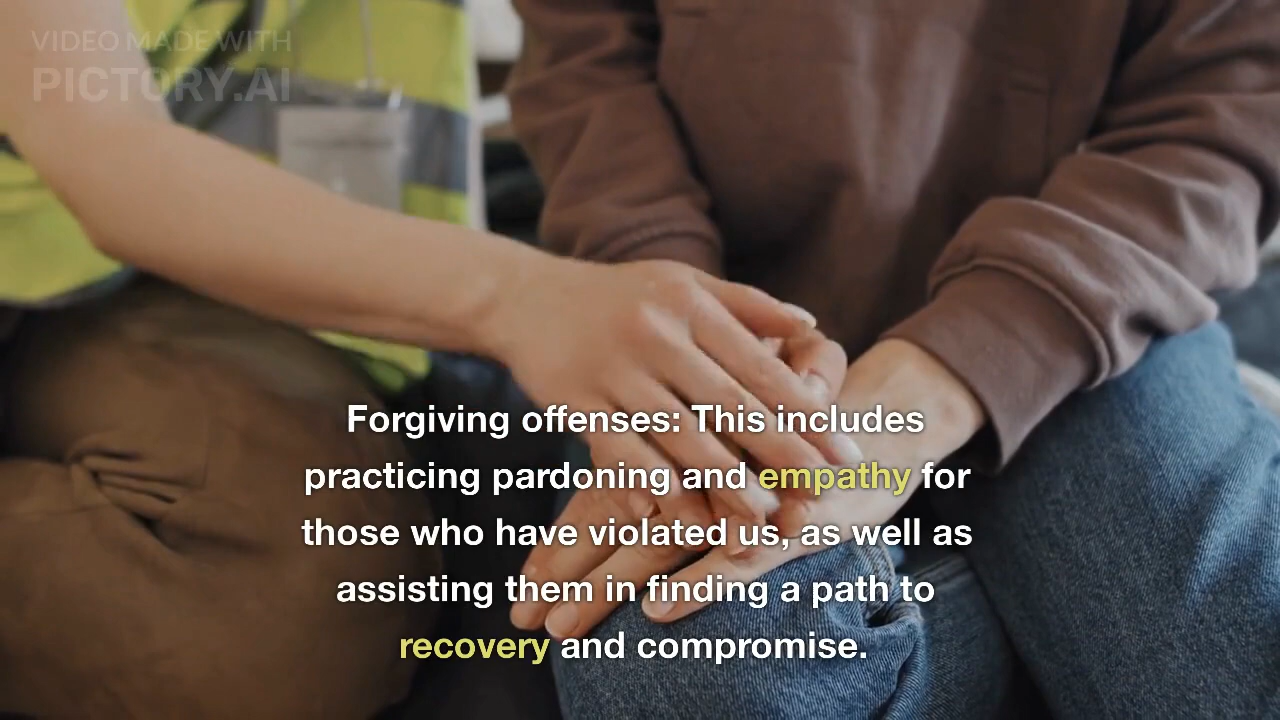 VIDEO MADE WITH
PICTORY.AI
Forgiving offenses: This includes
practicing pardoning and empathy for
those who have violated us, as well as
assisting them in finding a path to
recovery and compromise.